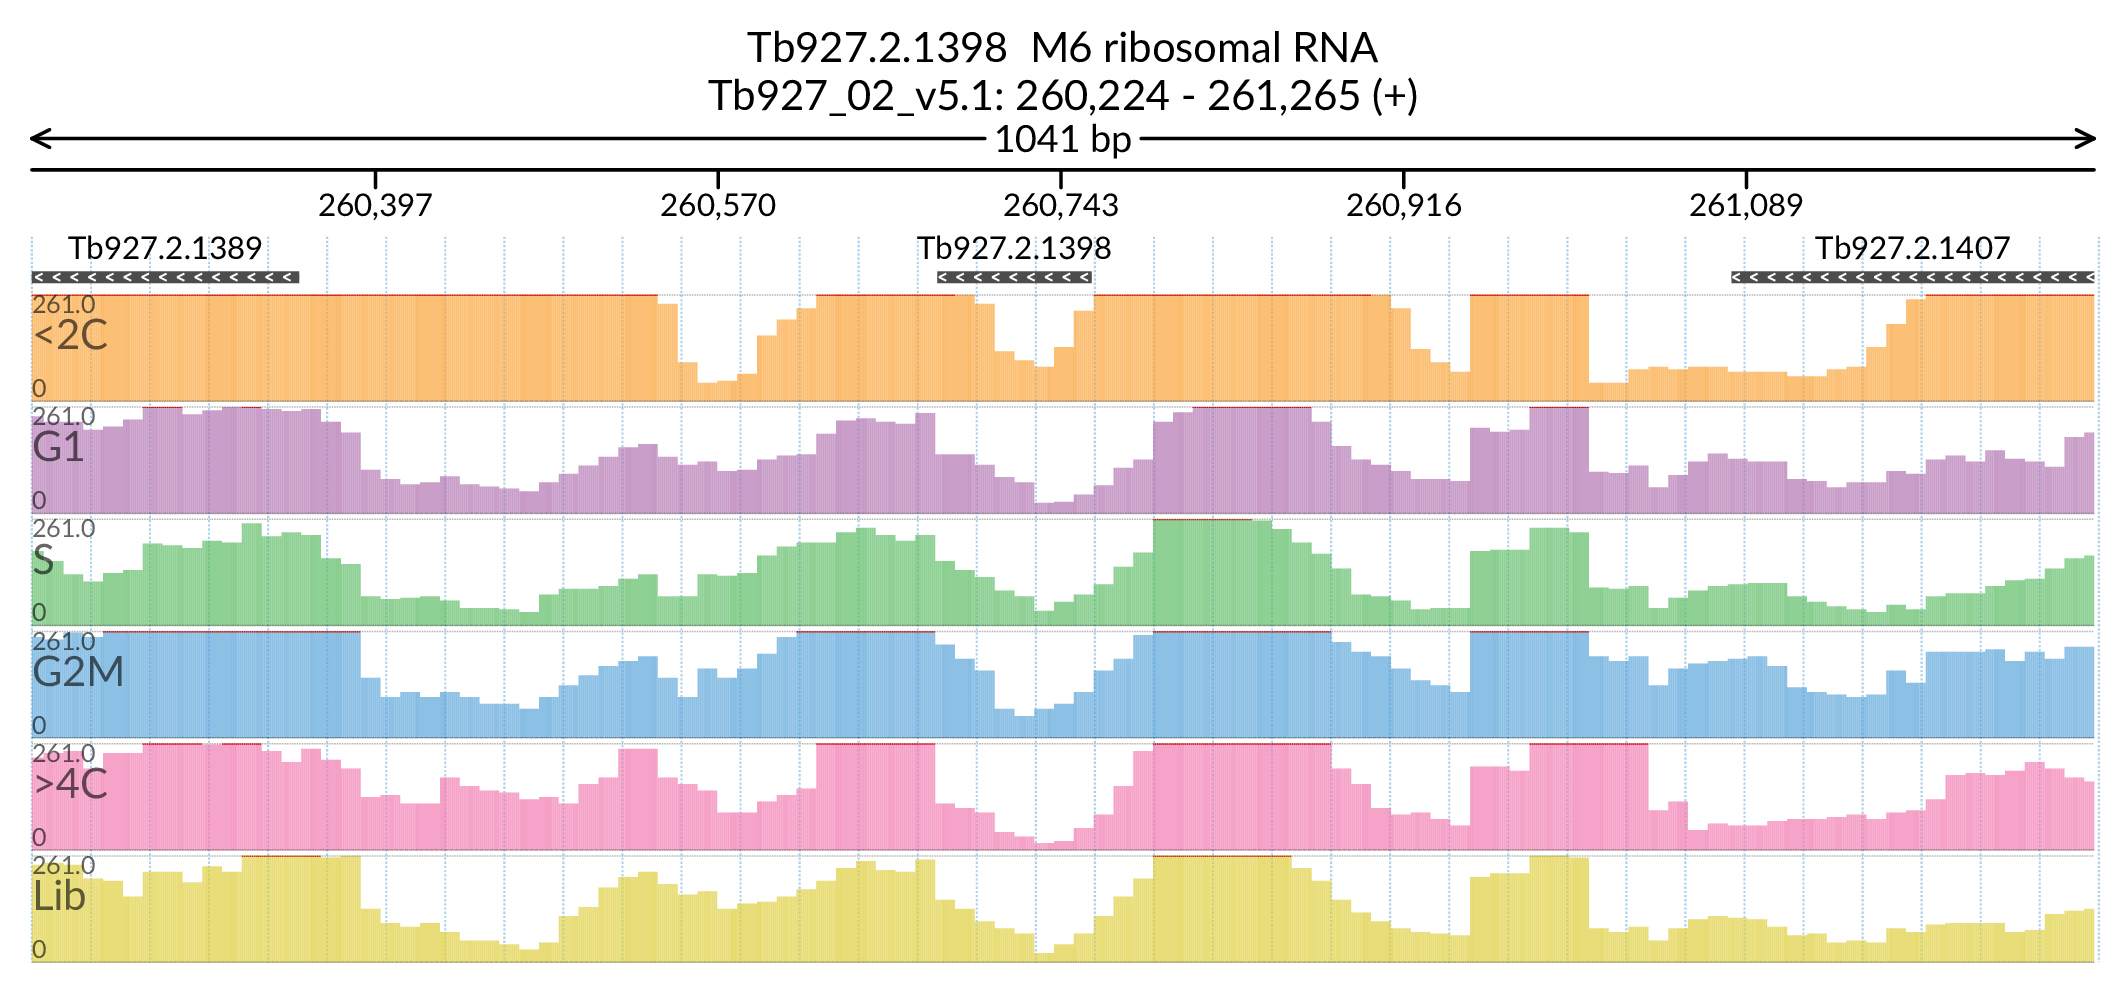 Tb927.2.1398  M6 ribosomal RNA
Tb927_02_v5.1: 260,224 - 261,265 (+)
1041 bp
260,397 260,570 260,743 260,916 261,089
Tb927.2.1389 Tb927.2.1398 Tb927.2.1407
261.0
<2C
0
261.0
G1
0
261.0
S
0
261.0
G2M
0
261.0
>4C
0
261.0
Lib
0